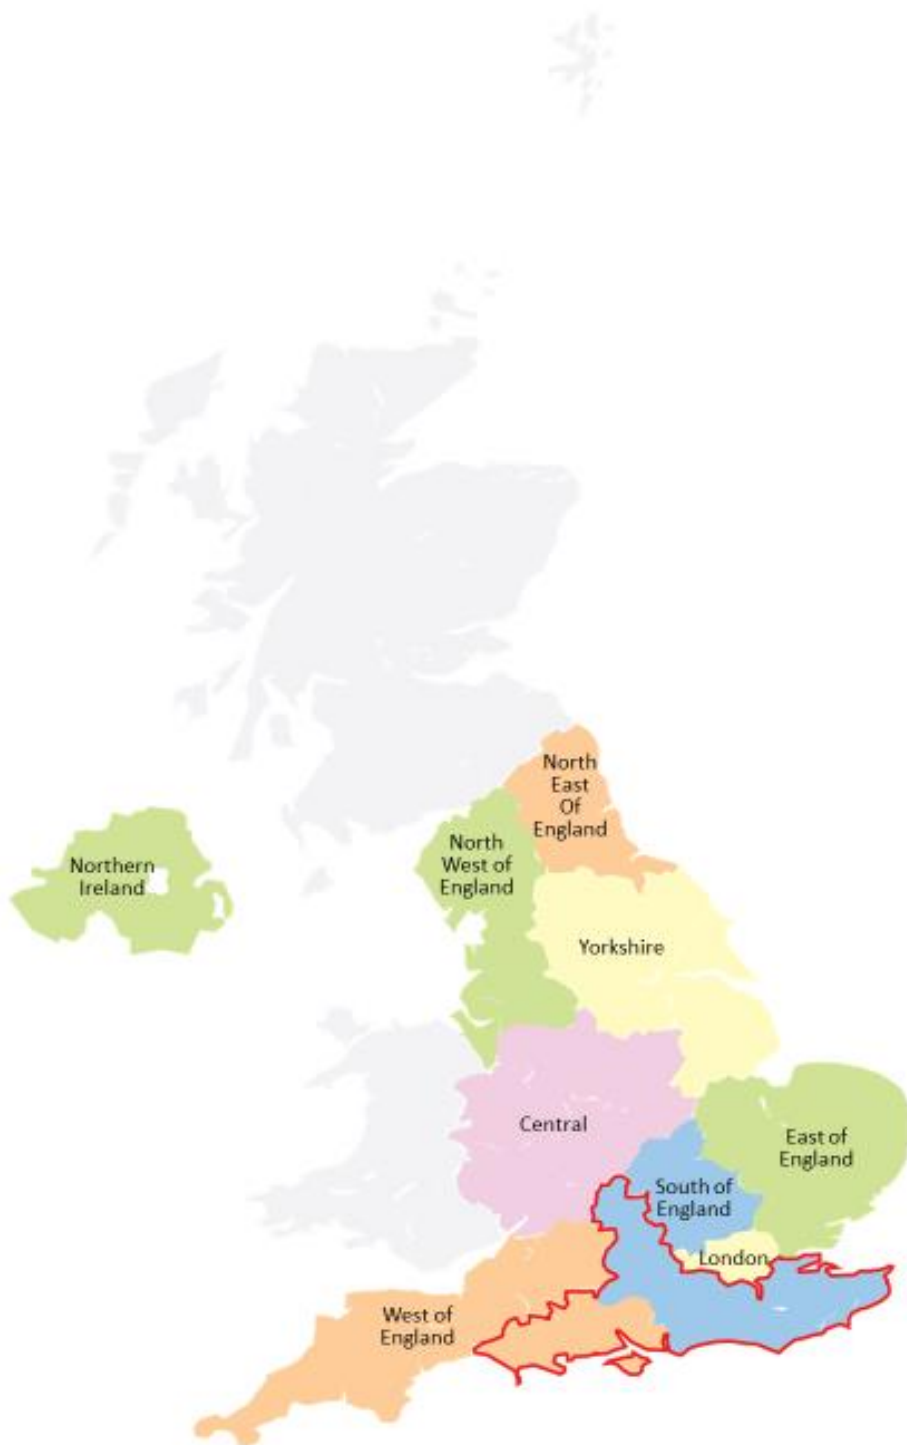 North
East
Of
England
North
West of
England
Northern
Ireland
Yorkshire
Central
East of
England
South of
England
London
West of
England